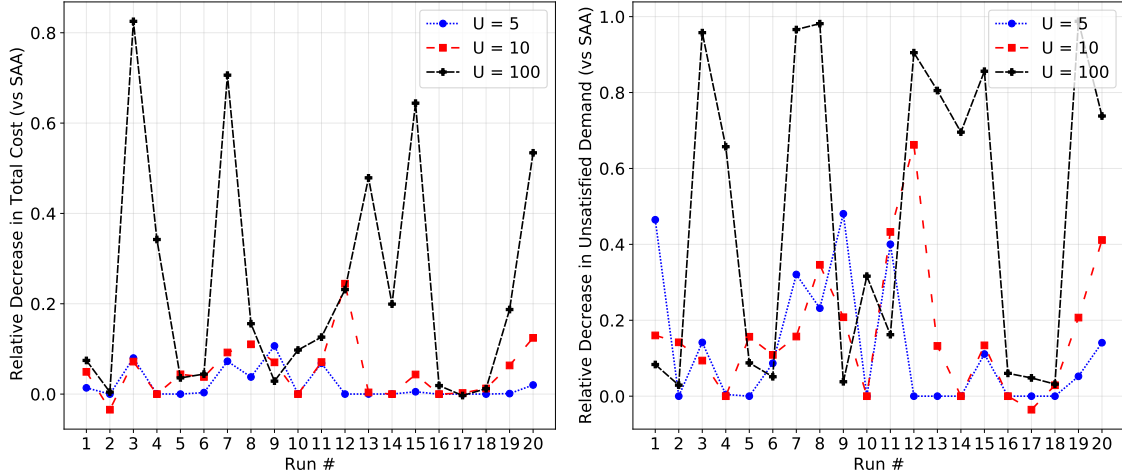 Relative Decrease in Total Cost (vs SAA)
0.8
0.6
0.4
0.2
0.0
U = 5
U = 10
U = 100
1 2 3 4 5 6 7 8 9 10 11 12 13 14 15 16 17 18 19 20
Run #
Relative Decrease in Unsatisfied Demand (vs SAA)
1.0
0.8
0.6
0.4
0.2
0.0
U = 5
U = 10
U = 100
1 2 3 4 5 6 7 8 9 10 11 12 13 14 15 16 17 18 19 20
Run #